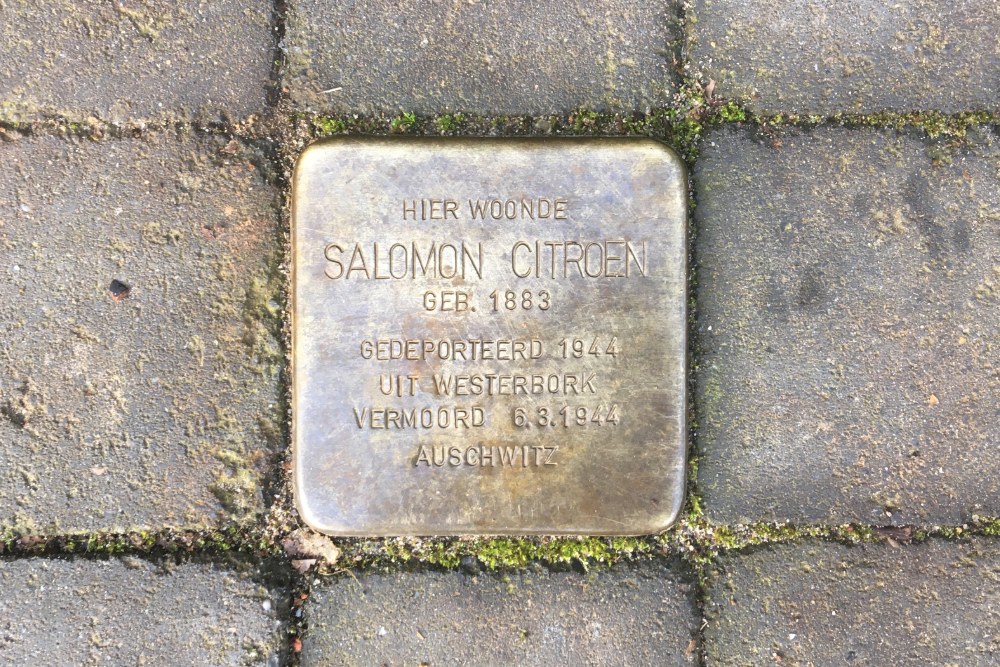 HIER WOONDE
SALOMON CITROEN
GEB. 1883
GEDEPORTEERD 1944
UIT WESTERBORK
VERMOORD 6.3.1944
AUSCHWITZ